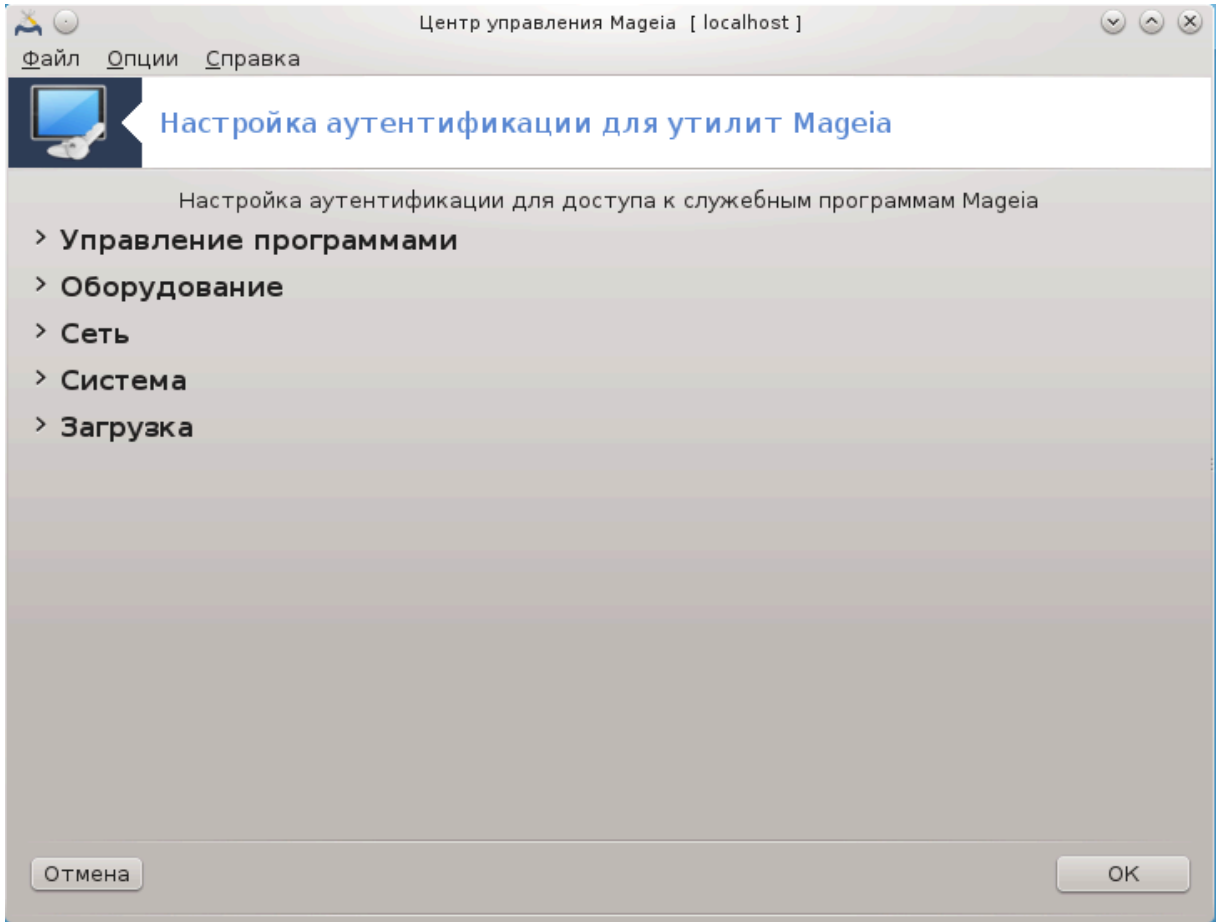 Центр управления Mageia [ localhost ]
Файл Опции Справка
Настройка аутентификации для утилит Mageia
Настройка аутентификации для доступа к служебным программам Mageia
Управление программами
Оборудование
Сеть
Система
Загрузка
Отмена OK